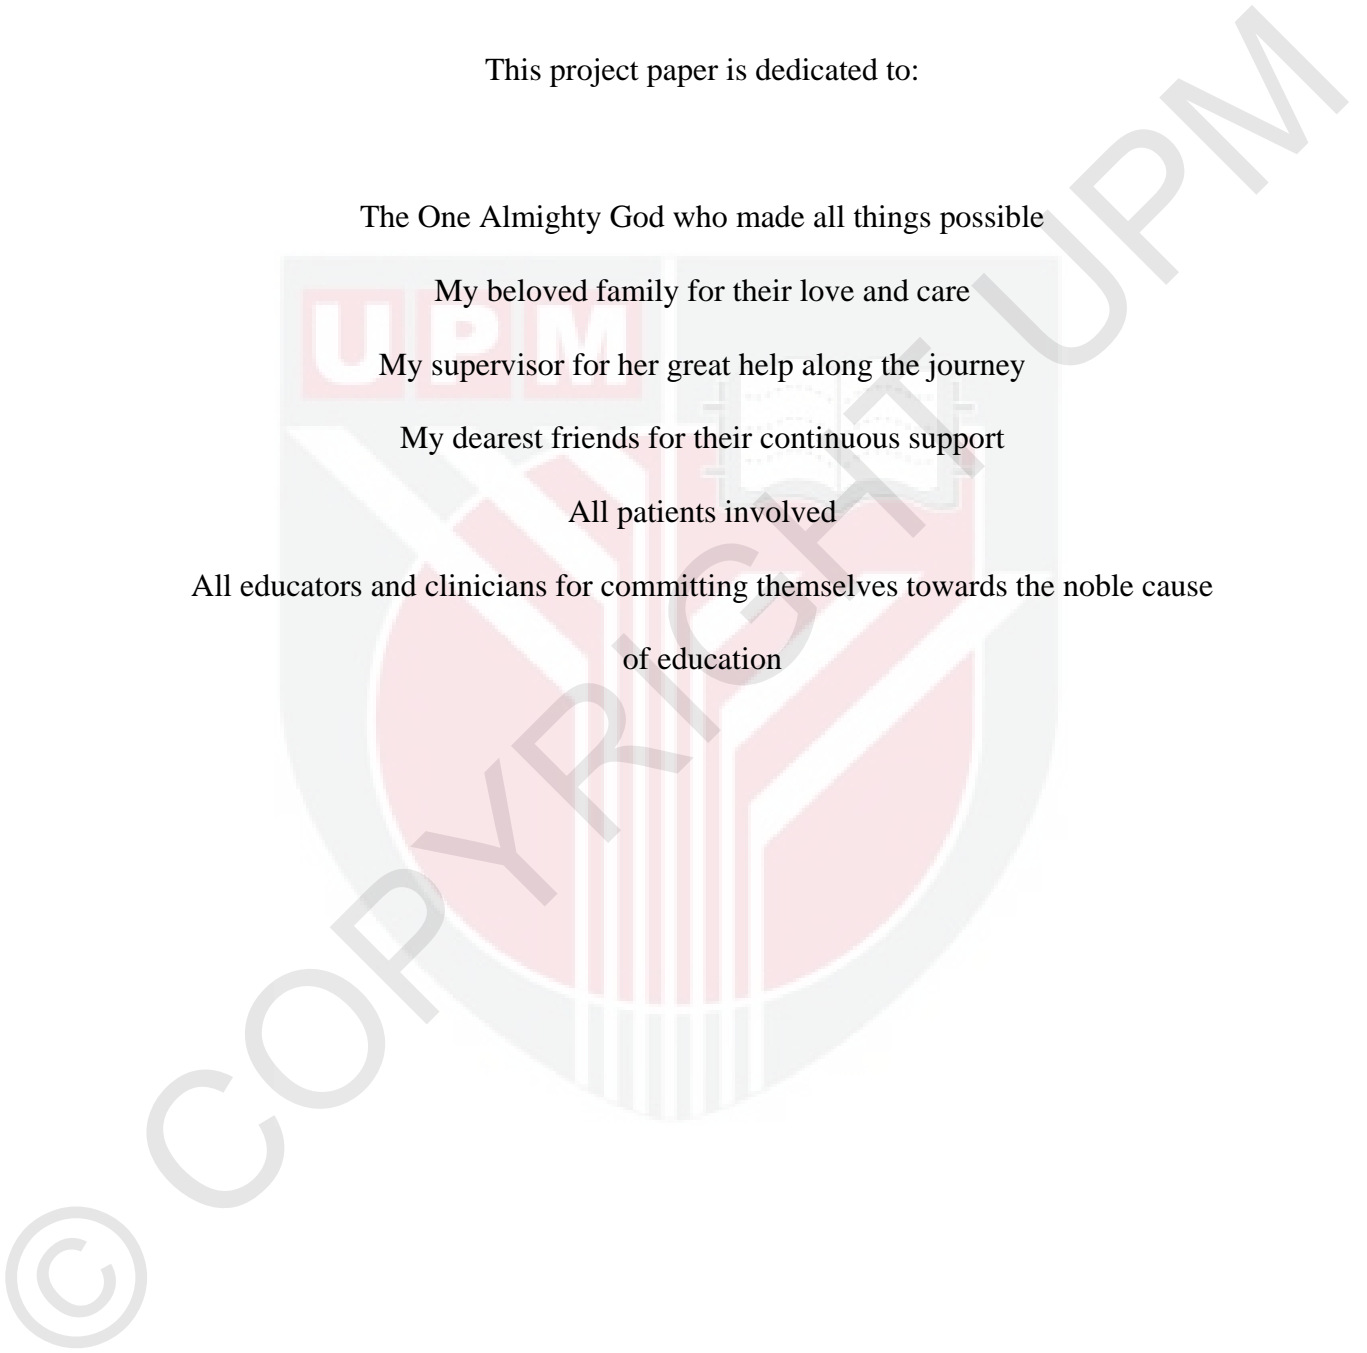 This project paper is dedicated to:
The One Almighty God who made all things possible
My beloved family for their love and care
My supervisor for her great help along the journey
My dearest friends for their continuous support
All patients involved
All educators and clinicians for committing themselves towards the noble cause
of education
UPM
© COPYRIGHT UPM